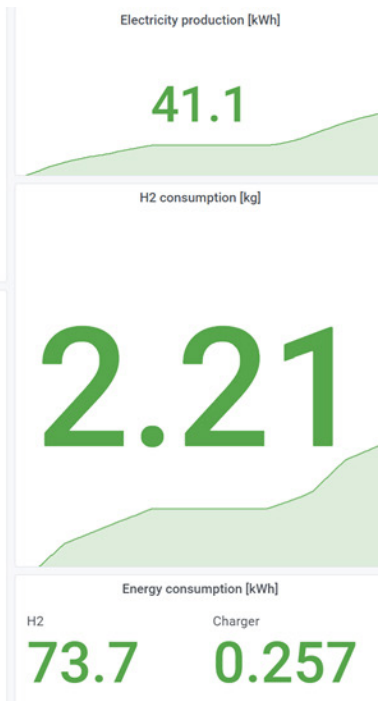 Electricity production [kWh]
41.1
H2 consumption [kg]
2.21
Energy consumption [kWh]
H2 Charger
73.7 0.257